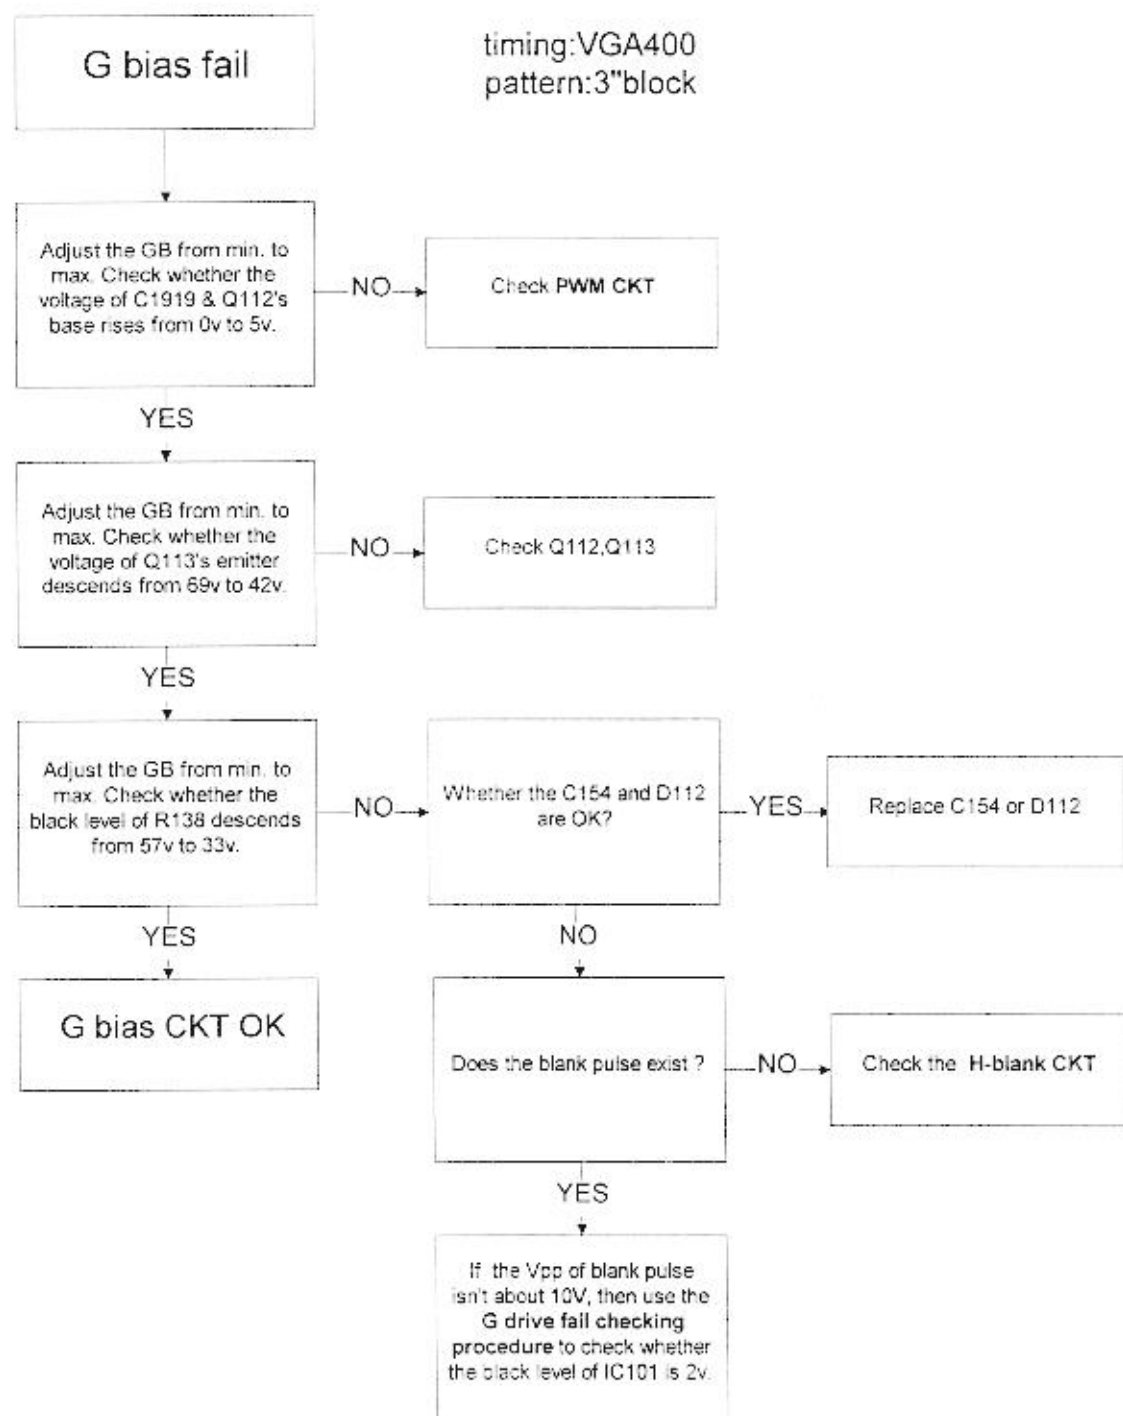 G bias fail
timing:VGA400
pattern:3"block
Adjust the GB from min. to
max. Check whether the
voltage of C1919 & Q112's
base rises from 0v to 5v.
NO
Check PWM CKT
YES
Adjust the GB from min. to
max. Check whether the
voltage of Q113's emitter
descends from 69v to 42v.
NO
Check Q112,Q113
YES
Adjust the GB from min. to
max. Check whether the
black level of R138 descends
from 57v to 33v.
NO
Whether the C154 and D112
are OK?
YES
Replace C154 or D112
YES
NO
G bias CKT OK
Does the blank pulse exist ?
NO
Check the H-blank CKT
YES
If the Vpp of blank pulse
isn't about 10V, then use the
G drive fail checking
procedure to check whether
the black level of IC101 is 2v.